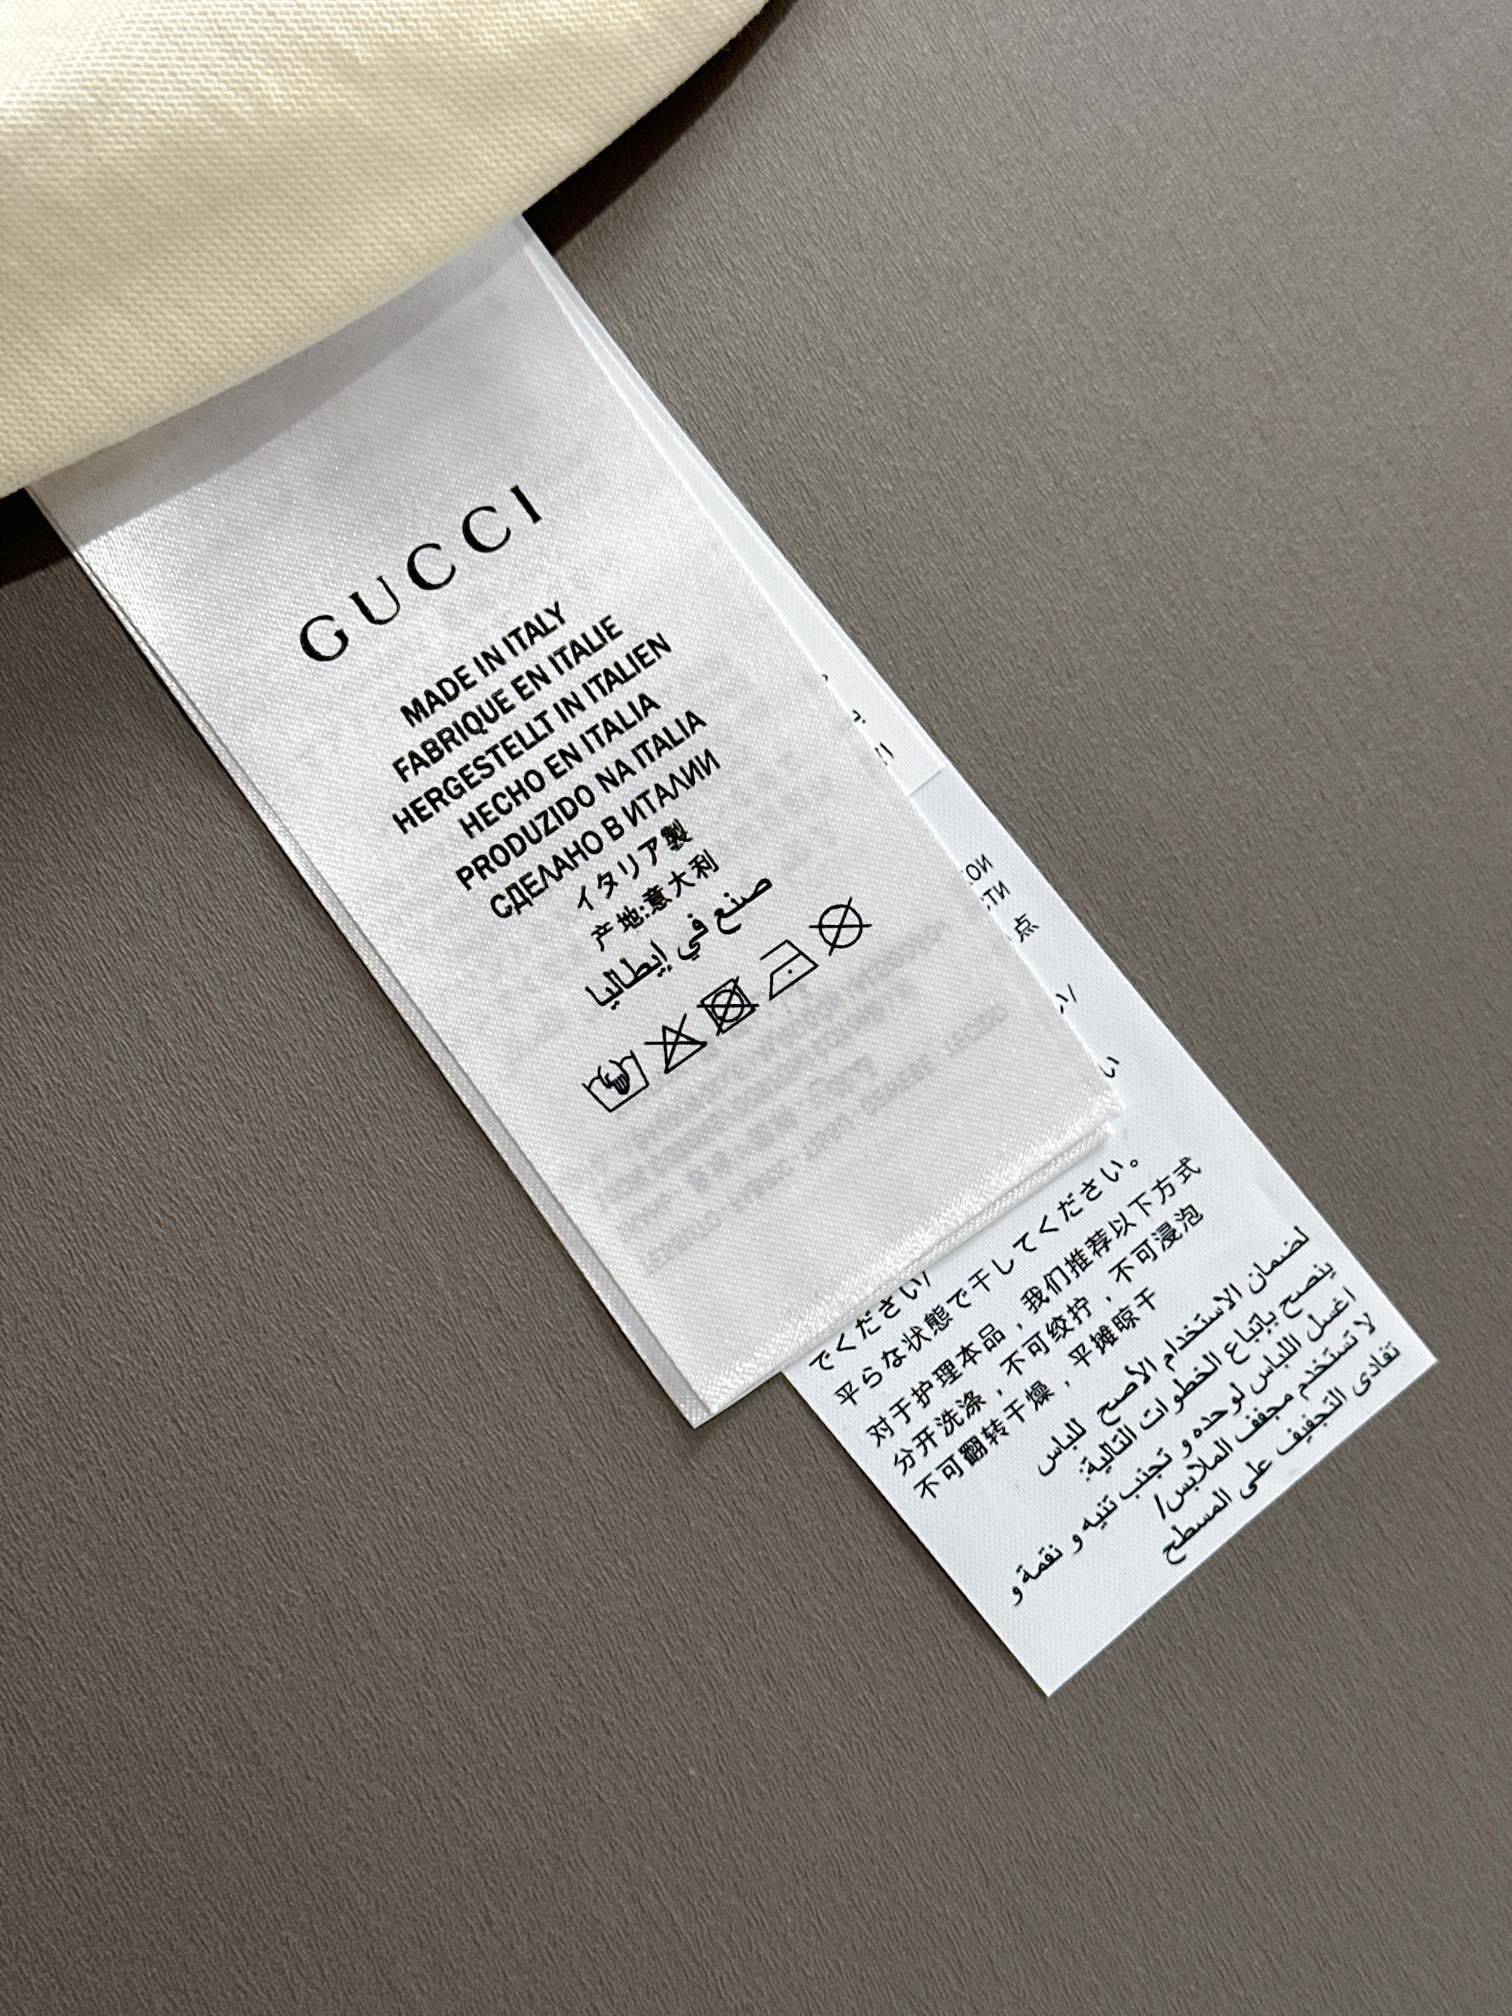 GUCCI
MADE IN ITALY
FABRIQUE EN ITALIE
HERGESTELLT IN ITALIEN
HECHO EN ITALIA
PRODUZIDO NA ITALIA
СДЕЛАНО В ИТАЛИИ
イタリア製
产地:意大利
صنع في إيطاليا
点
い
でください/
平らな状態で干してください。
对于护理本品，我们推荐以下方式
分开洗涤，不可绞拧，不可浸泡
不可翻转干燥，平摊晾干
لضمان الاستخدام الأصح للباس
ينصح بإتباع الخطوات التالية:
اغسل اللباس لوحده و تجنب تنيه و نقمة و
لا تستخدم مجفف الملابس/
تفادى التجفيف على المسطح